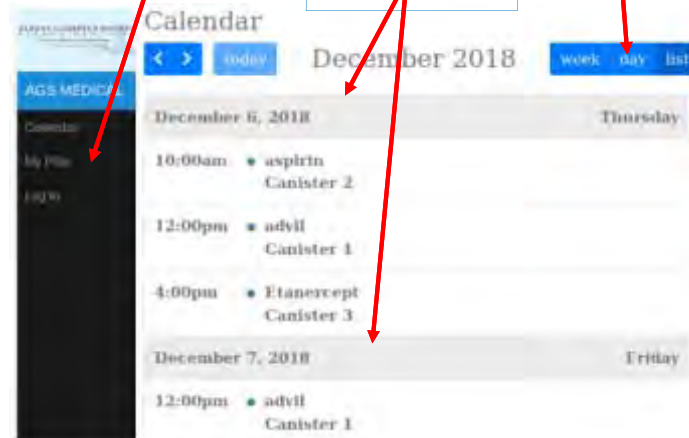 Calendar
today
December 2018
week day list
AGS MEDICAL
Calendar
My Pills
Log In
December 6, 2018 Thursday
10:00am aspirin
Canister 2
12:00pm advil
Canister 1
4:00pm Etanercept
Canister 3
December 7, 2018 Friday
12:00pm advil
Canister 1